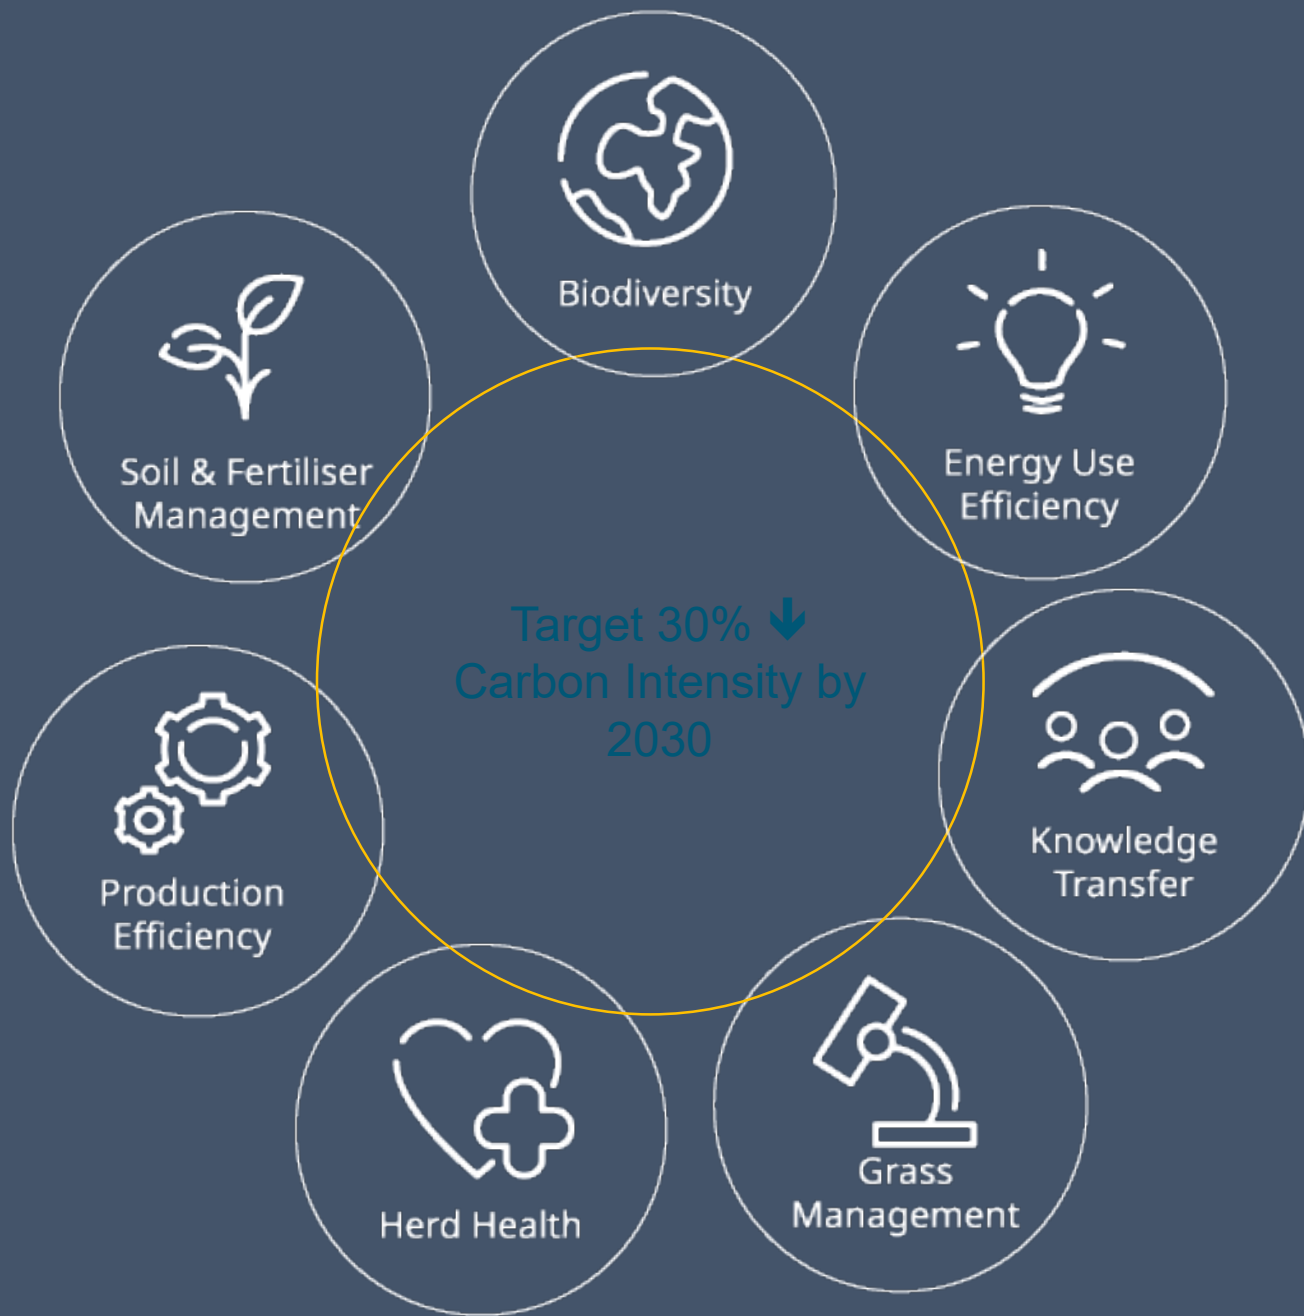 Biodiversity
Energy Use
Efficiency
Knowledge
Transfer
Grass
Management
Herd Health
Production
Efficiency
Soil & Fertiliser
Management
Target 30% 🡳
Carbon Intensity by
2030